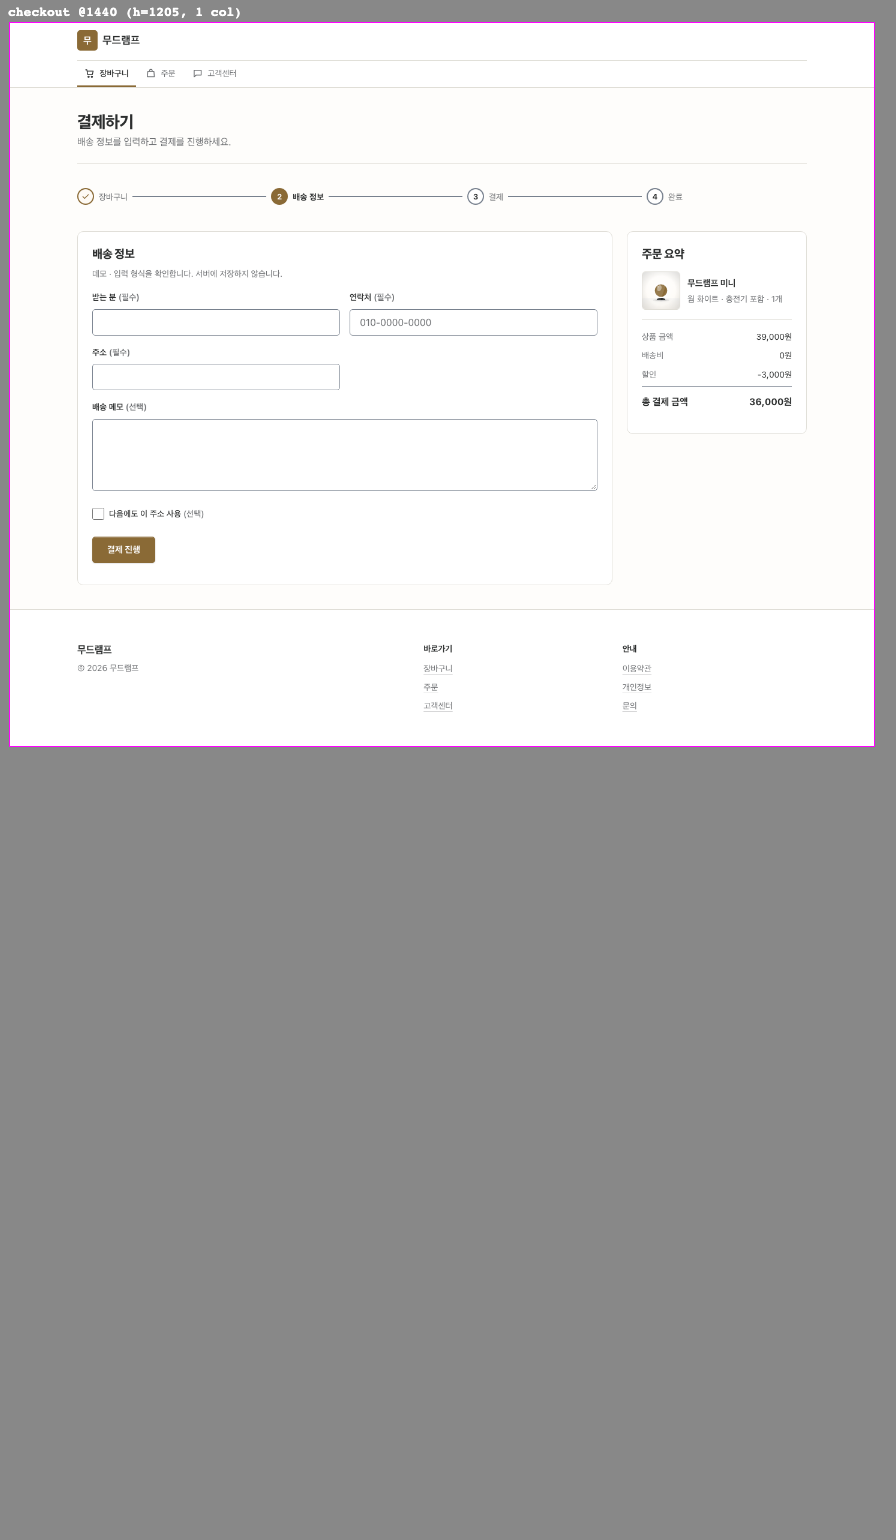 checkout @1440 (h=1205, 1 col)
무 무드램프
장바구니 주문 고객센터
결제하기
배송 정보를 입력하고 결제를 진행하세요.
장바구니 2 배송 정보 3 결제 4 완료
배송 정보
데모 · 입력 형식을 확인합니다. 서버에 저장하지 않습니다.
받는 분 (필수) 연락처 (필수)
010-0000-0000
주소 (필수)
배송 메모 (선택)
다음에도 이 주소 사용 (선택)
결제 진행
주문 요약
무드램프 미니
웜 화이트 · 충전기 포함 · 1개
상품 금액 39,000원
배송비 0원
할인 -3,000원
총 결제 금액 36,000원
무드램프
© 2026 무드램프
바로가기
장바구니
주문
고객센터
안내
이용약관
개인정보
문의